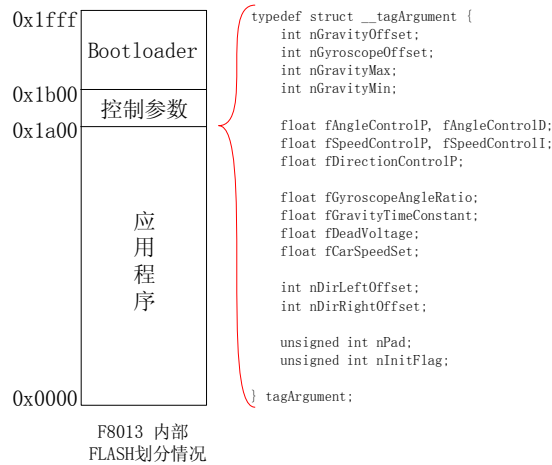 0x1fff
Bootloader
0x1b00
控制参数
0x1a00
应
用
程
序
0x0000
F8013 内部
FLASH划分情况
typedef struct __tagArgument {
int nGravityOffset;
int nGyroscopeOffset;
int nGravityMax;
int nGravityMin;
float fAngleControlP, fAngleControlD;
float fSpeedControlP, fSpeedControlI;
float fDirectionControlP;
float fGyroscopeAngleRatio;
float fGravityTimeConstant;
float fDeadVoltage;
float fCarSpeedSet;
int nDirLeftOffset;
int nDirRightOffset;
unsigned int nPad;
unsigned int nInitFlag;
} tagArgument;